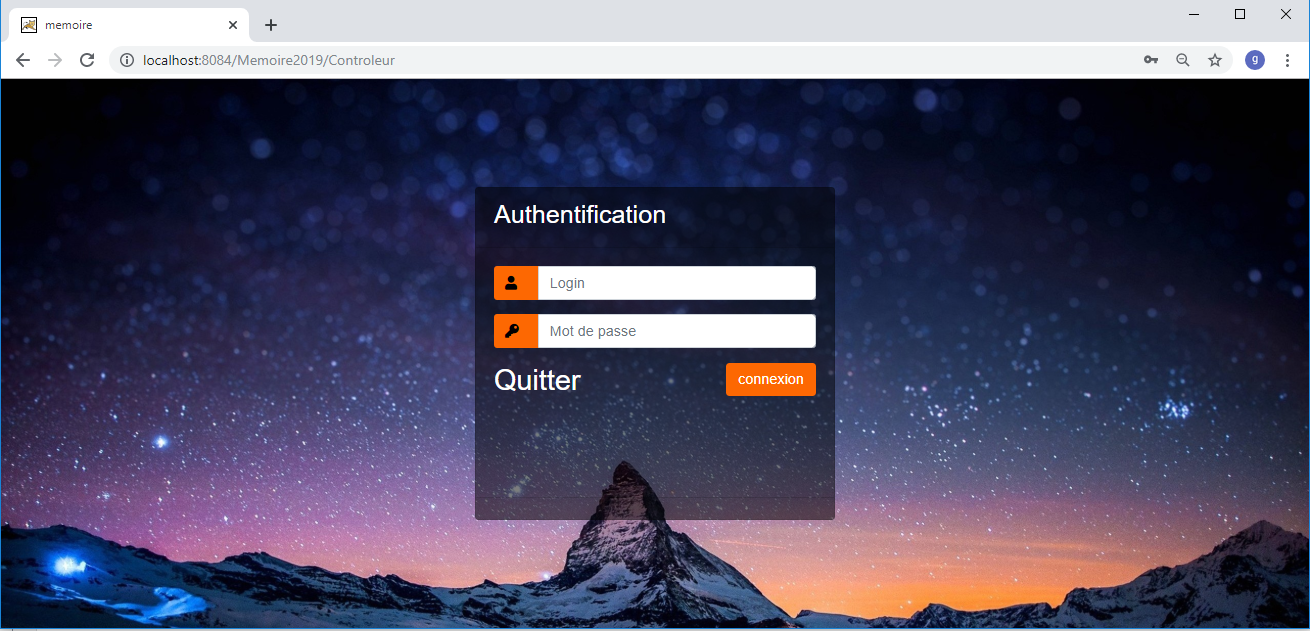 memoire
localhost:8084/Memoire2019/Controleur
g
Authentification
Login
Mot de passe
Quitter
connexion